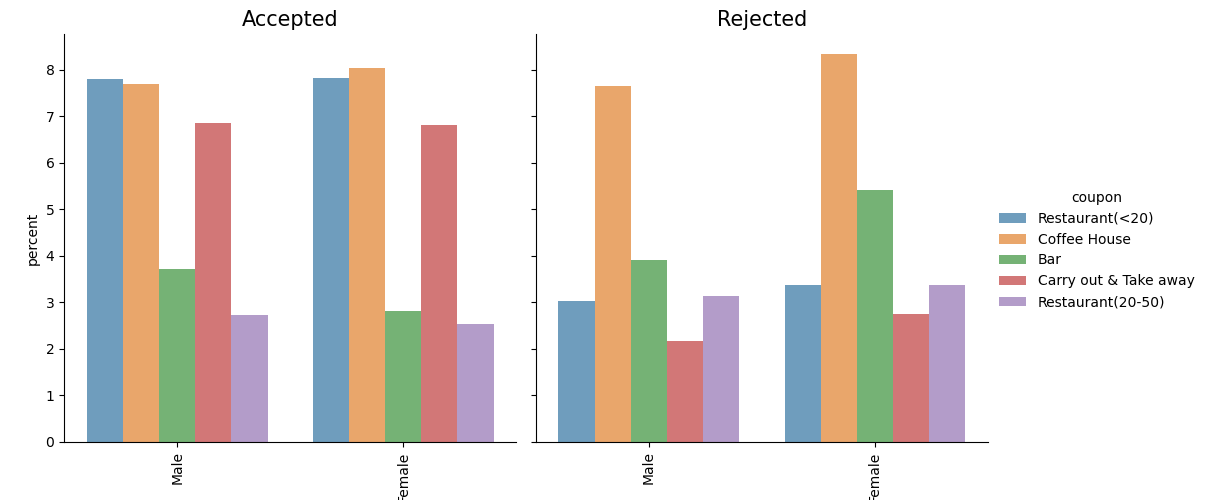 Accepted
Rejected
percent
8
7
6
5
4
3
2
1
0
Male
Female
Male
Female
coupon
Restaurant(<20)
Coffee House
Bar
Carry out & Take away
Restaurant(20-50)